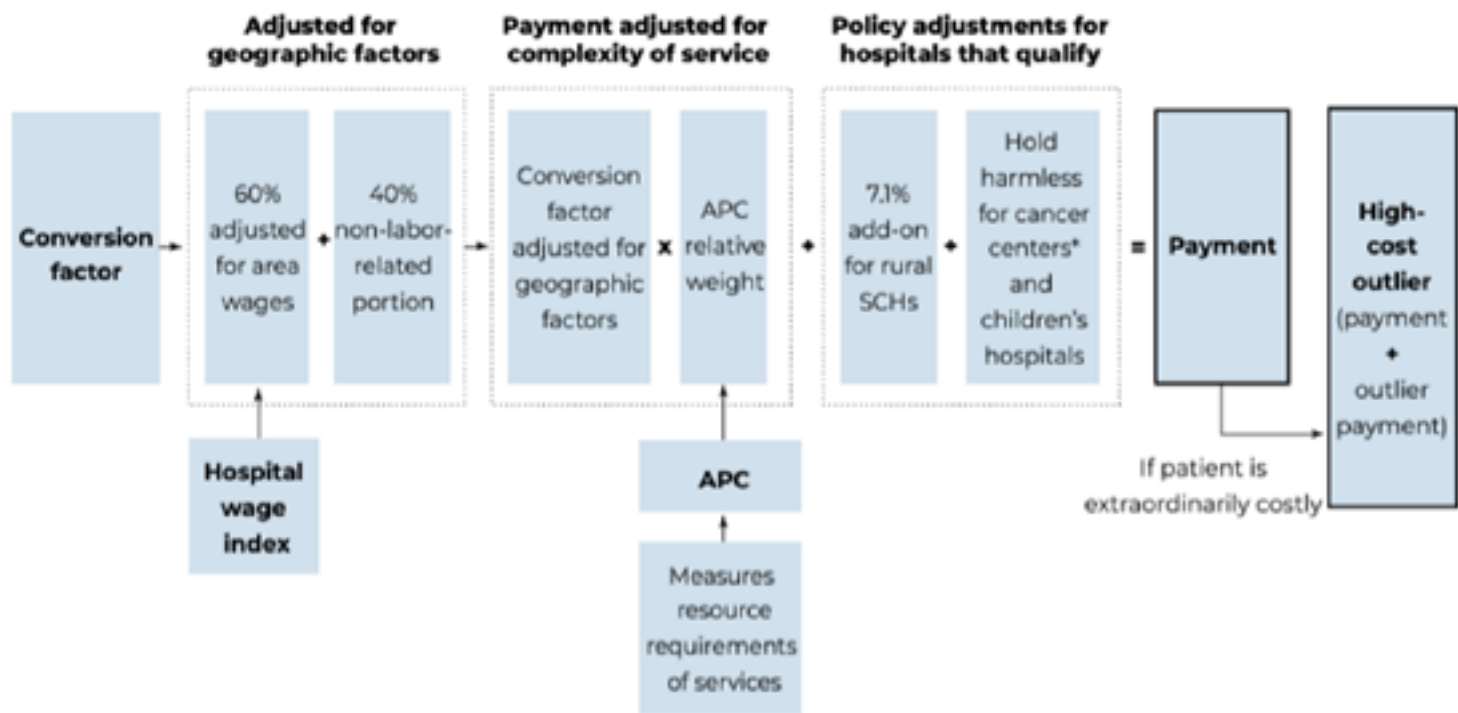 Adjusted for
geographic factors
Payment adjusted for
complexity of service
Policy adjustments for
hospitals that qualify
Conversion
factor
60%
adjusted
for area
wages
+
40%
non-labor-
related
portion
Conversion
factor
adjusted for
geographic
factors
x
APC
relative
weight
+
7.1%
add-on
for rural
SCHs
+
Hold
harmless
for cancer
centers*
and
children's
hospitals
=
Payment
High-
cost
outlier
(payment
+
outlier
payment)
Hospital
wage
index
APC
If patient is
extraordinarily costly
Measures
resource
requirements
of services